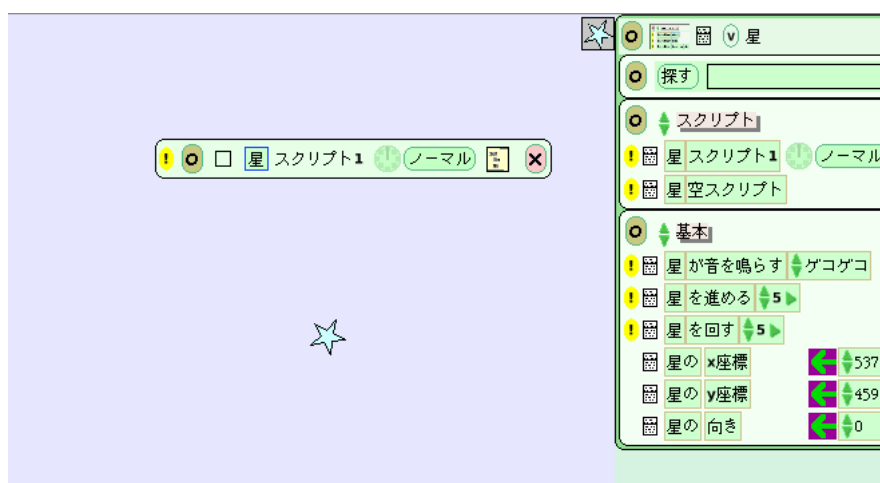 星
探す
スクリプト
! 星 スクリプト1 ノーマル
! 星 スクリプト1 ノーマル
! 星 空スクリプト
基本
! 星 が音を鳴らす ゲコゲコ
! 星 を進める 5
! 星 を回す 5
星の x座標 537
星の y座標 459
星の 向き 0